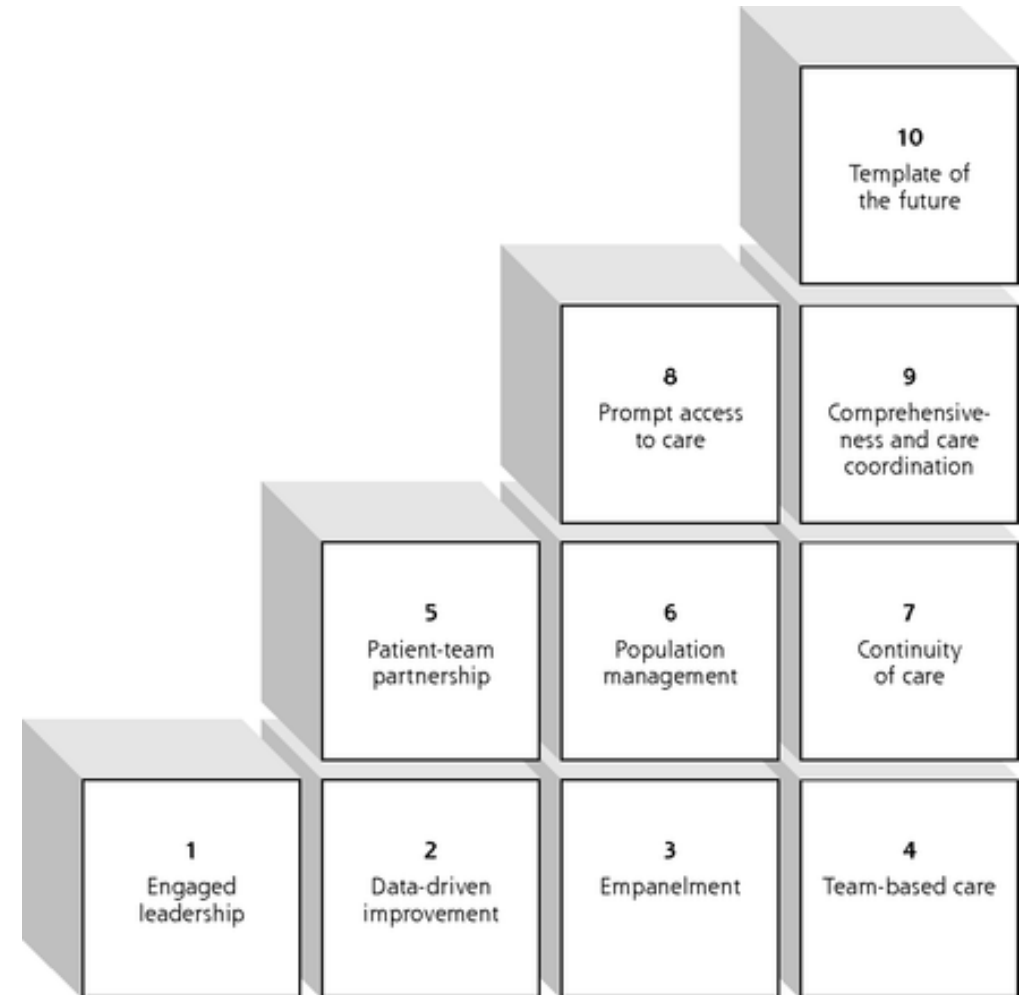 10
Template of
the future
8
Prompt access
to care
9
Comprehensive-
ness and care
coordination
5
Patient-team
partnership
6
Population
management
7
Continuity
of care
1
Engaged
leadership
2
Data-driven
improvement
3
Empanelment
4
Team-based care